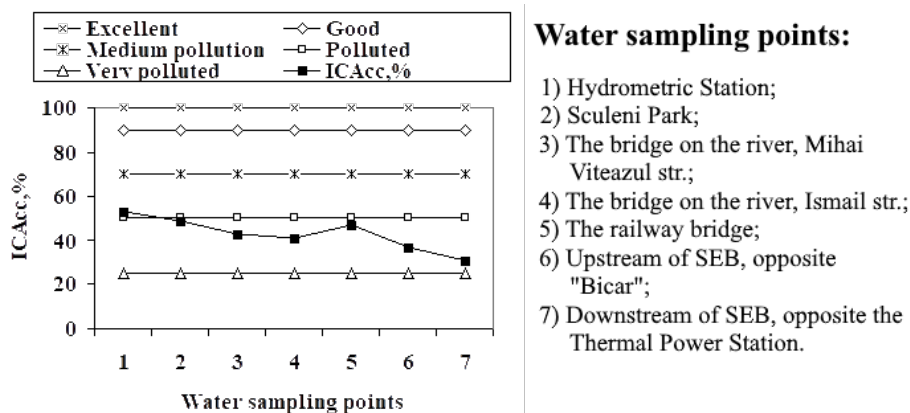 Excellent
Good
Medium pollution
Polluted
Very polluted
ICAcc,%
100
80
60
40
20
0
ICAcc,%
1 2 3 4 5 6 7
Water sampling points
Water sampling points:
1) Hydrometric Station;
2) Sculeni Park;
3) The bridge on the river, Mihai
Viteazul str.;
4) The bridge on the river, Ismail str.;
5) The railway bridge;
6) Upstream of SEB, opposite
"Bicar";
7) Downstream of SEB, opposite the
Thermal Power Station.